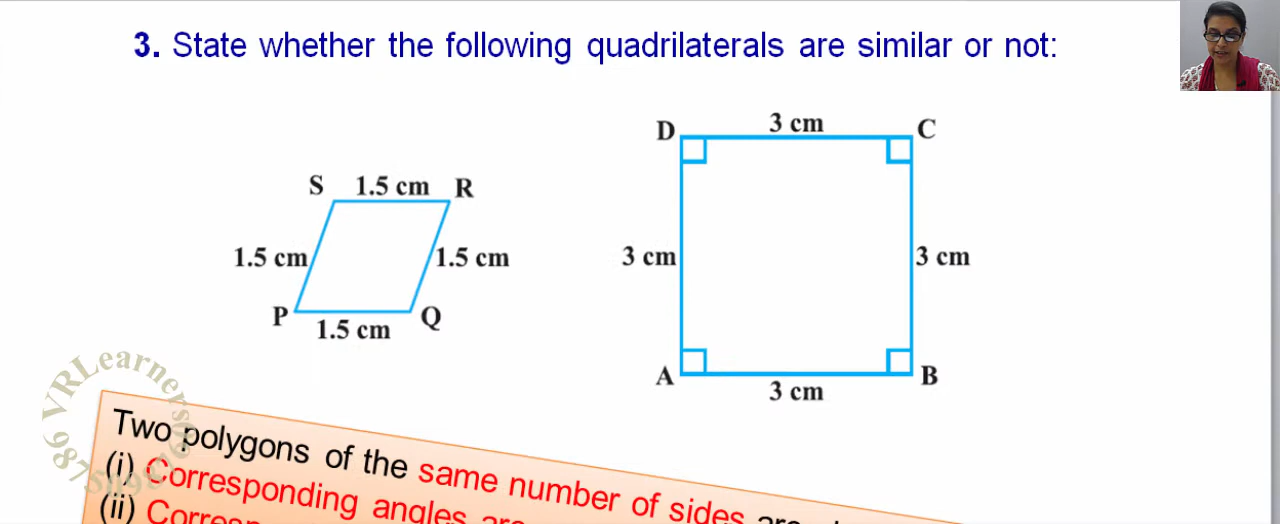 3. State whether the following quadrilaterals are similar or not:
D 3 cm C
S 1.5 cm R
1.5 cm 1.5 cm 3 cm 3 cm
P 1.5 cm Q
A 3 cm B
VRLearners
Two polygons of the same number of sides are
(i) Corresponding angles are
(ii)